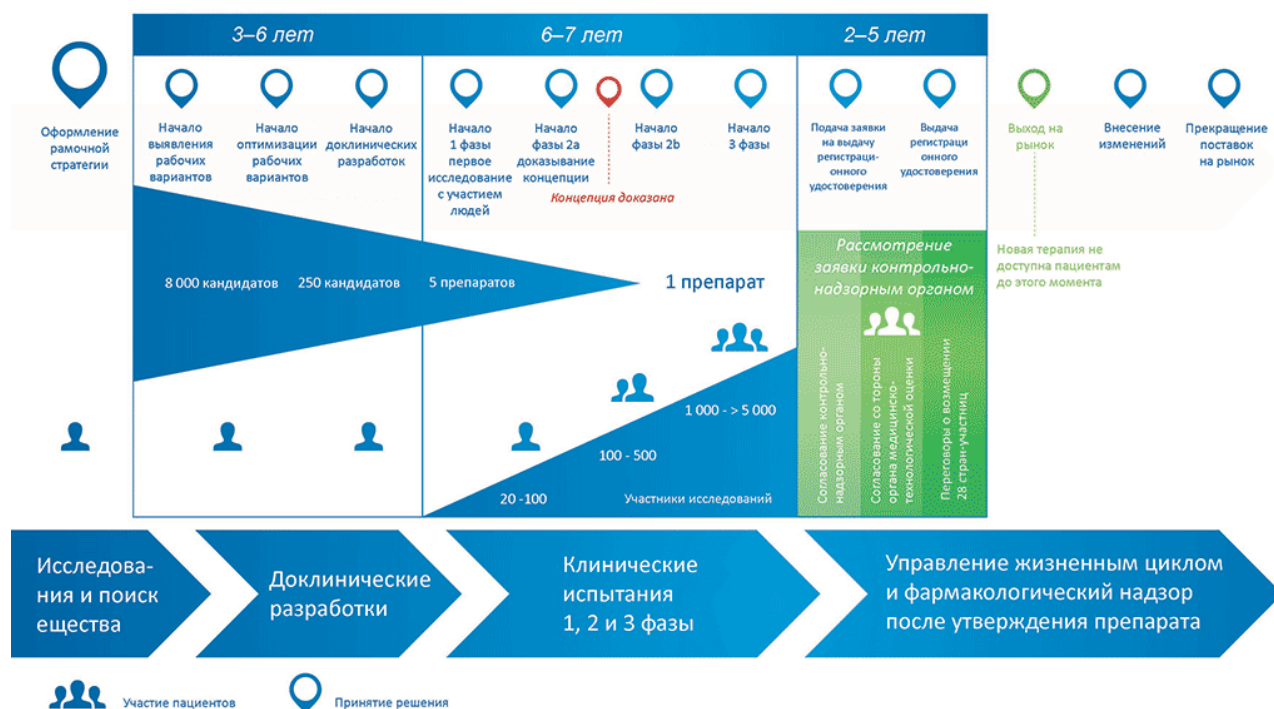 3–6 лет
6–7 лет
2–5 лет
Оформление
рамочной
стратегии
Начало
выявления
рабочих
вариантов
Начало
оптимизации
рабочих
вариантов
Начало
доклинических
разработок
Начало
1 фазы
первое
исследование
с участием
людей
Начало
фазы 2а
доказывание
концепции
Концепция доказана
Начало
фазы 2b
Начало
3 фазы
Подача заявки
на выдачу
регистраци-
онного
удостоверения
Выдача
регистраци
онного
удостоверения
Выход на
рынок
Внесение
изменений
Прекращение
поставок
на рынок
8 000 кандидатов
250 кандидатов
5 препаратов
1 препарат
Рассмотрение
заявки контрольно-
надзорным органом
Новая терапия не
доступна пациентам
до этого момента
20 -100
100 - 500
1 000 - > 5 000
Участники исследований
Согласование контрольно-
надзорным органом
Согласование со тороны
органа медицинско-
технологической оценки
Переговоры о возмещении
28 стран-участниц
Исследова-
ния и поиск
ещества
Доклинические
разработки
Клинические
испытания
1, 2 и 3 фазы
Управление жизненным циклом
и фармакологический надзор
после утверждения препарата
Участие пациентов
Принятие решения